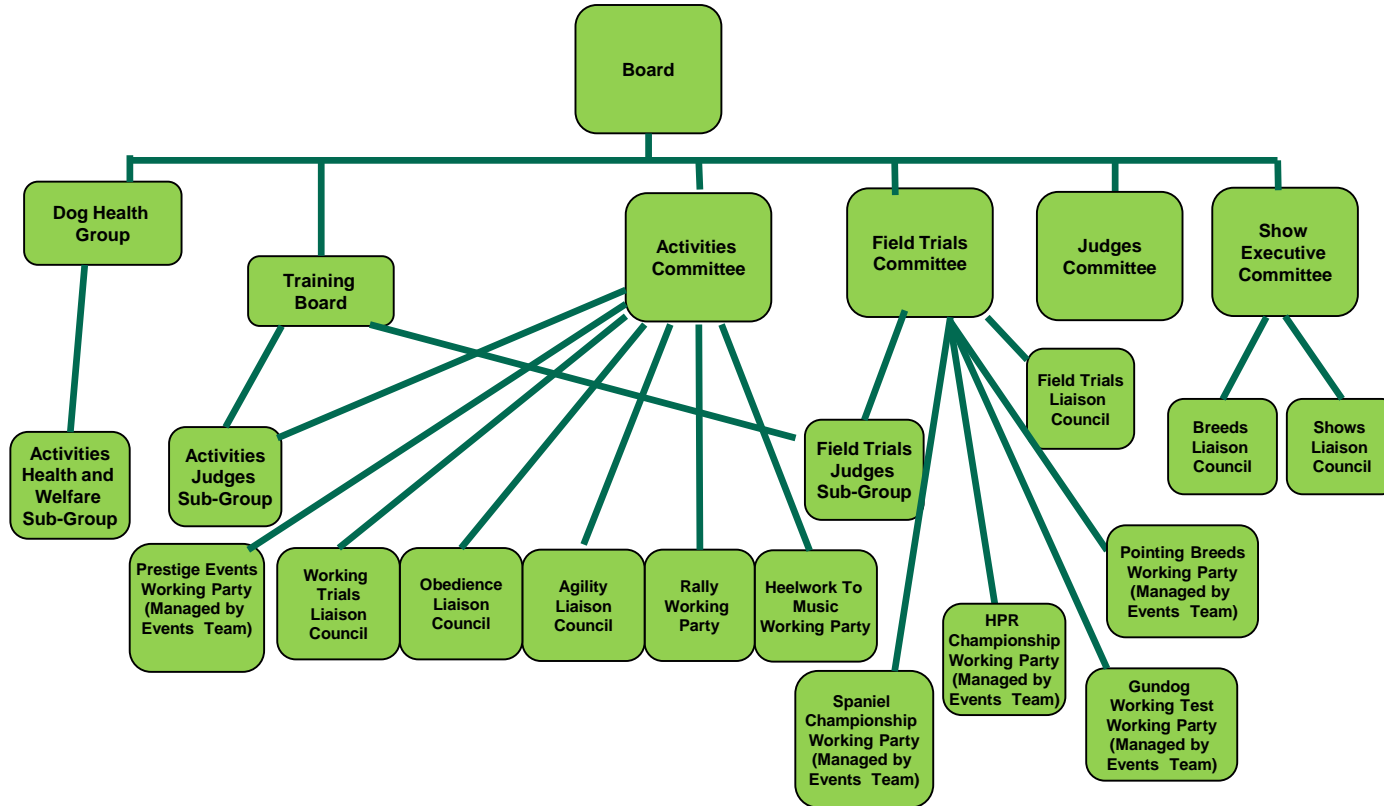 Board
Dog Health
Group
Training
Board
Activities
Committee
Field Trials
Committee
Judges
Committee
Show
Executive
Committee
Activities
Health and
Welfare
Sub-Group
Activities
Judges
Sub-Group
Field Trials
Judges
Sub-Group
Field Trials
Liaison
Council
Breeds
Liaison
Council
Shows
Liaison
Council
Prestige Events
Working Party
(Managed by
Events Team)
Working
Trials
Liaison
Council
Obedience
Liaison
Council
Agility
Liaison
Council
Rally
Working
Party
Heelwork To
Music
Working Party
Spaniel
Championship
Working Party
(Managed by
Events Team)
HPR
Championship
Working Party
(Managed by
Events Team)
Gundog
Working Test
Working Party
(Managed by
Events Team)
Pointing Breeds
Working Party
(Managed by
Events Team)